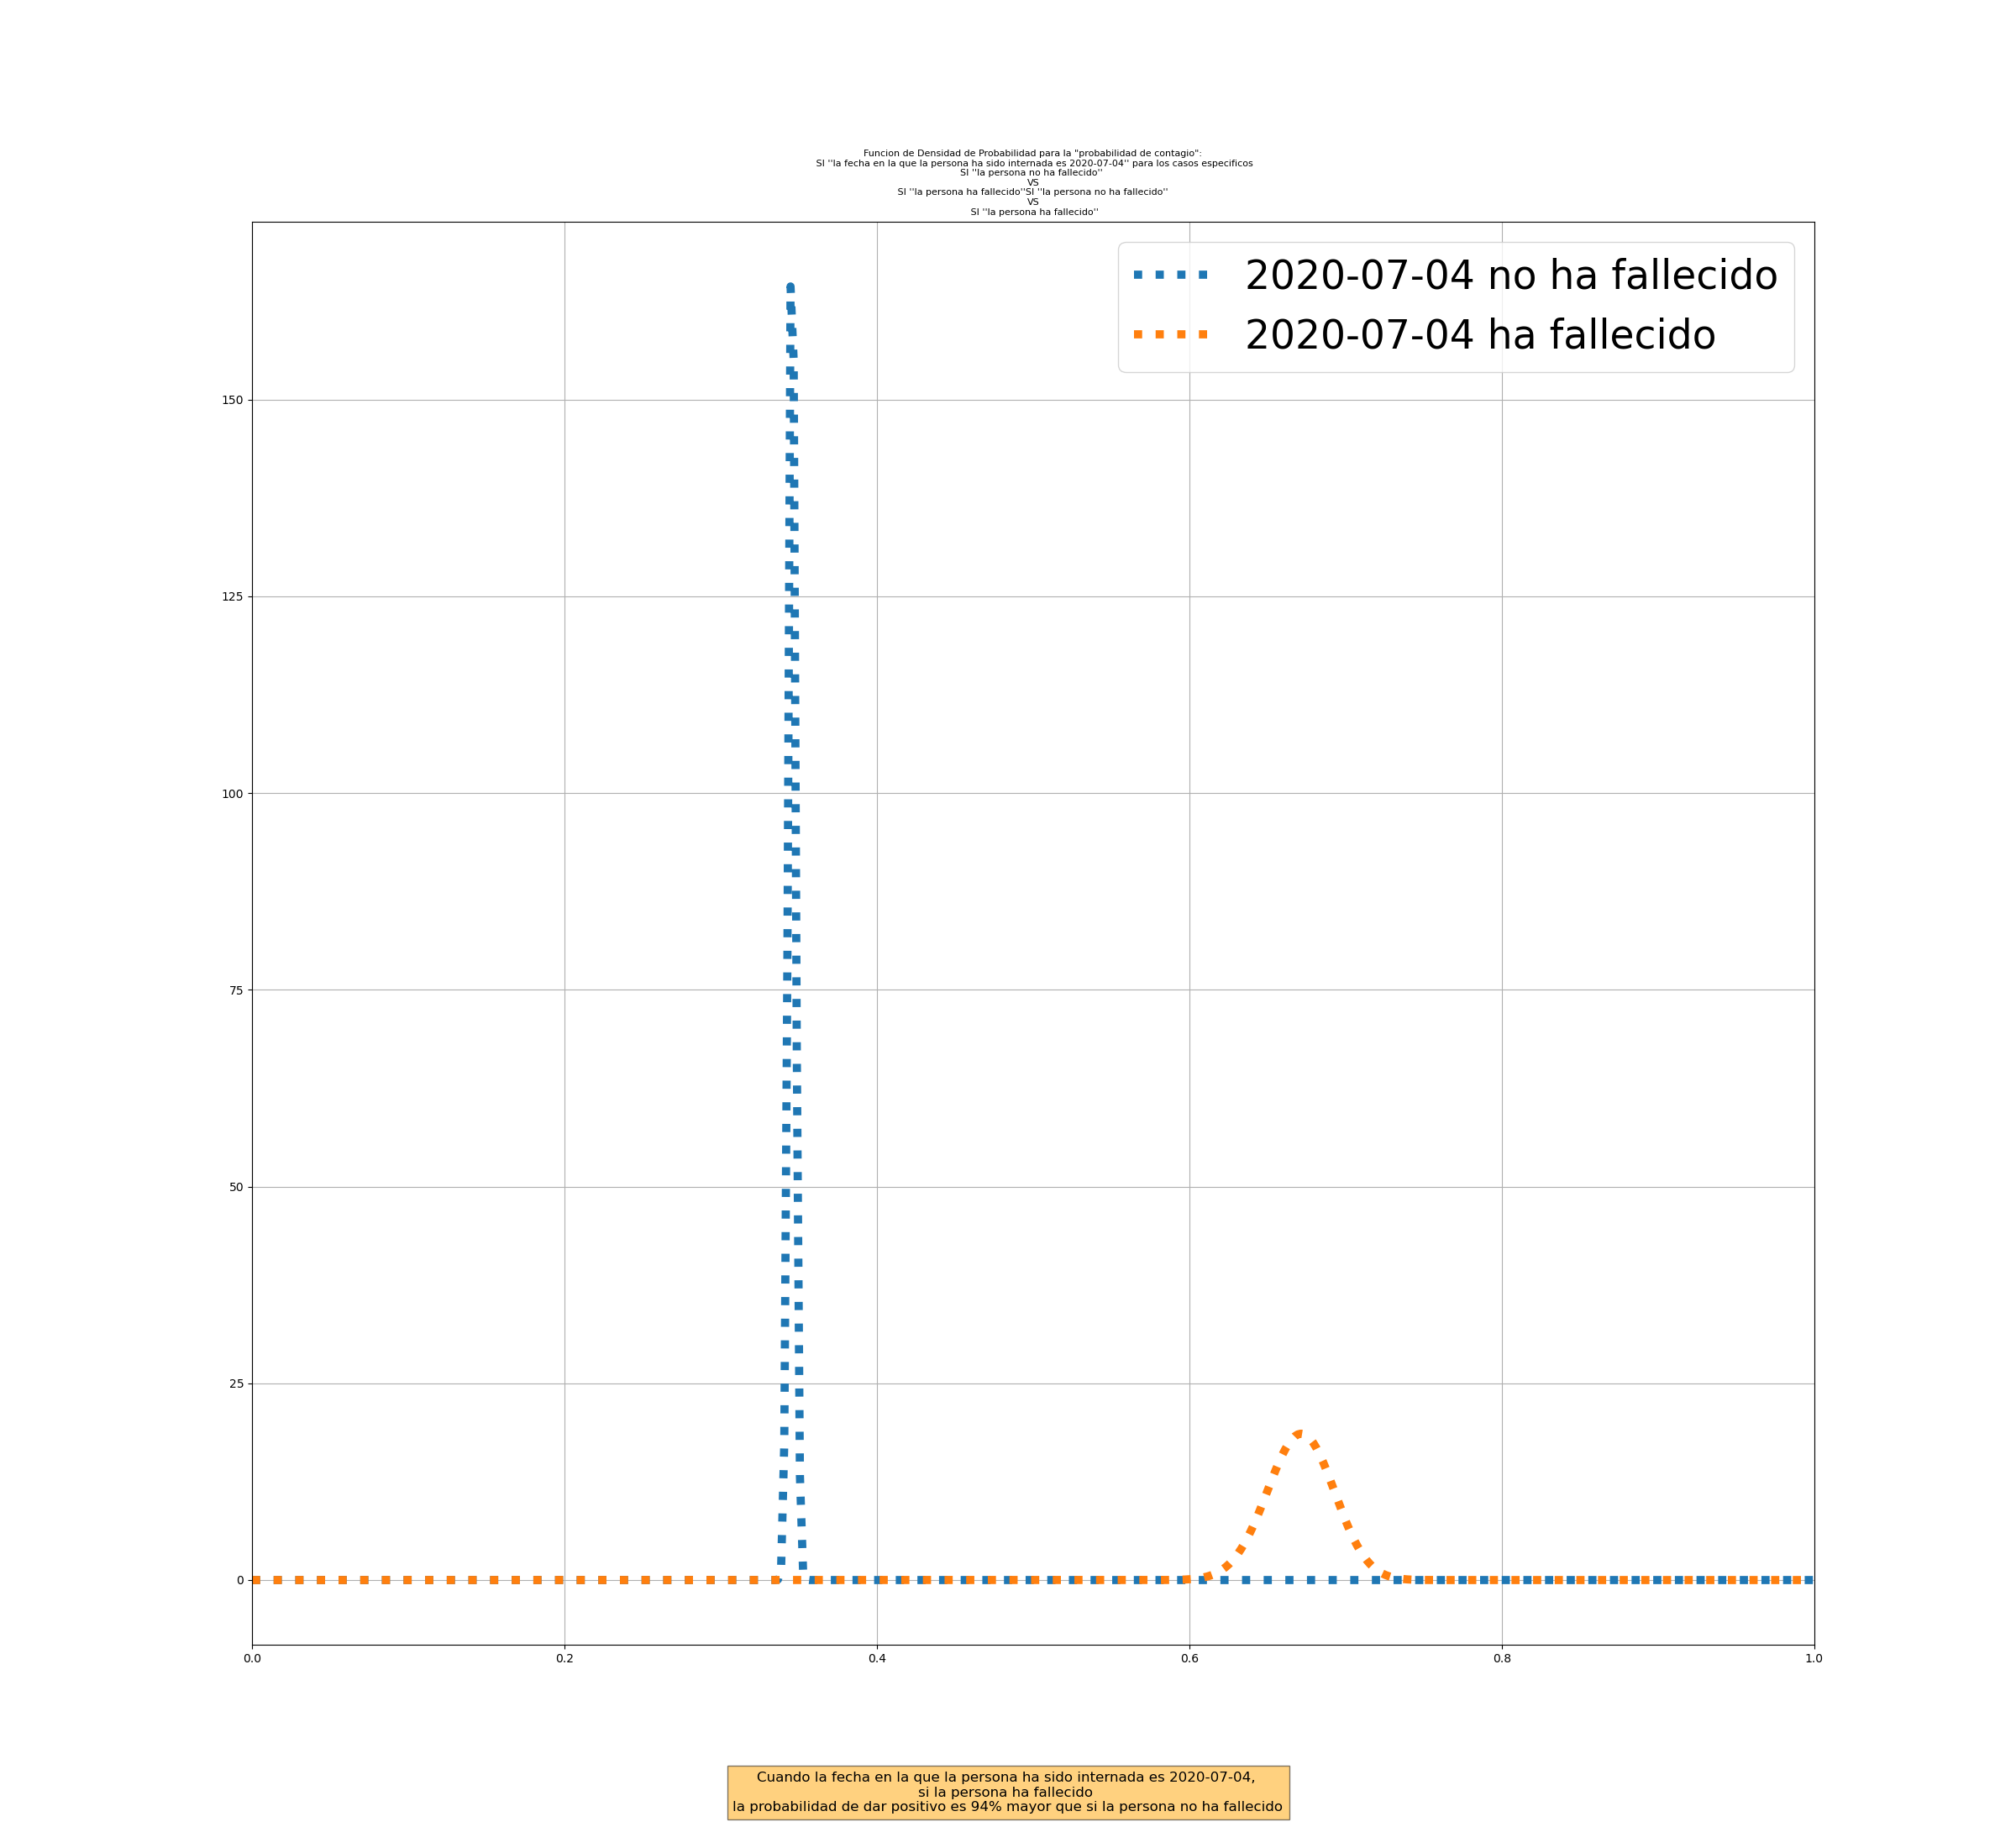 Funcion de Densidad de Probabilidad para la "probabilidad de contagio":
SI ''la fecha en la que la persona ha sido internada es 2020-07-04'' para los casos especificos
SI ''la persona no ha fallecido''
VS
SI ''la persona ha fallecido''SI ''la persona no ha fallecido''
VS
SI ''la persona ha fallecido''
2020-07-04 no ha fallecido
2020-07-04 ha fallecido
150
125
100
75
50
25
0
0.0 0.2 0.4 0.6 0.8 1.0
Cuando la fecha en la que la persona ha sido internada es 2020-07-04,
si la persona ha fallecido
la probabilidad de dar positivo es 94% mayor que si la persona no ha fallecido